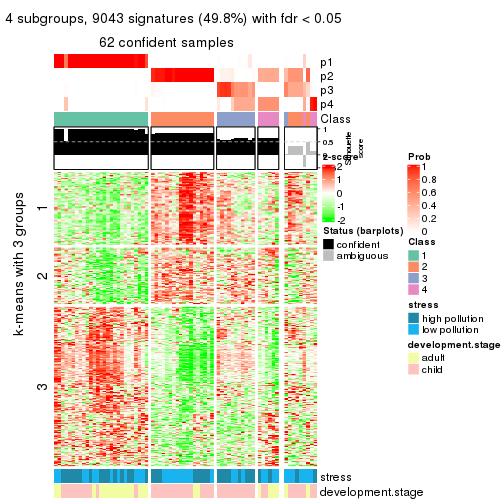 4 subgroups, 9043 signatures (49.8%) with fdr < 0.05
62 confident samples
p1
p2
p3
p4
Class
1
0.5
0
Silhouette
score
k-means with 3 groups
1
2
3
z-score
2
1
0
-1
-2
Status (barplots)
confident
ambiguous
Prob
1
0.8
0.6
0.4
0.2
0
Class
1
2
3
4
stress
high pollution
low pollution
development.stage
adult
child
stress
development.stage